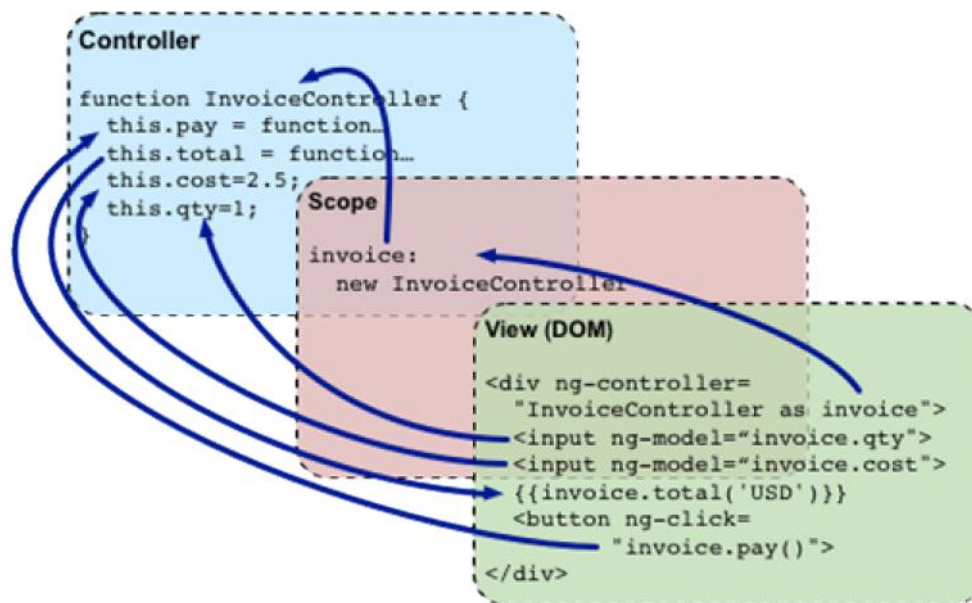 Controller
function InvoiceController {
this.pay = function…
this.total = function…
this.cost=2.5;
this.qty=1;
}
Scope
invoice:
new InvoiceController
View (DOM)
<div ng-controller=
"InvoiceController as invoice">
<input ng-model=“invoice.qty">
<input ng-model=“invoice.cost">
{{invoice.total('USD')}}
<button ng-click=
"invoice.pay()">
</div>